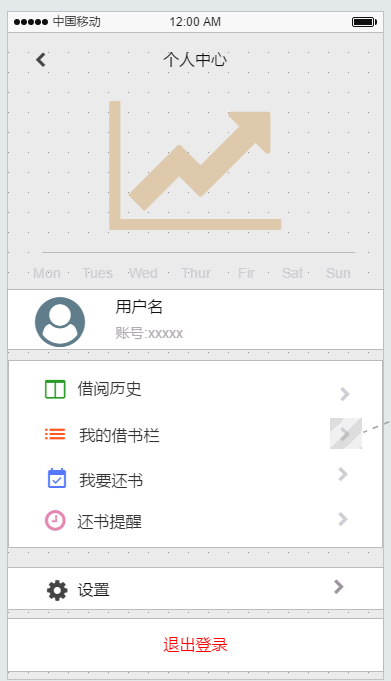 中国移动 12:00 AM
个人中心
Mon Tues Wed Thur Fir Sat Sun
用户名
账号:xxxxx
借阅历史
我的借书栏
我要还书
还书提醒
设置
退出登录